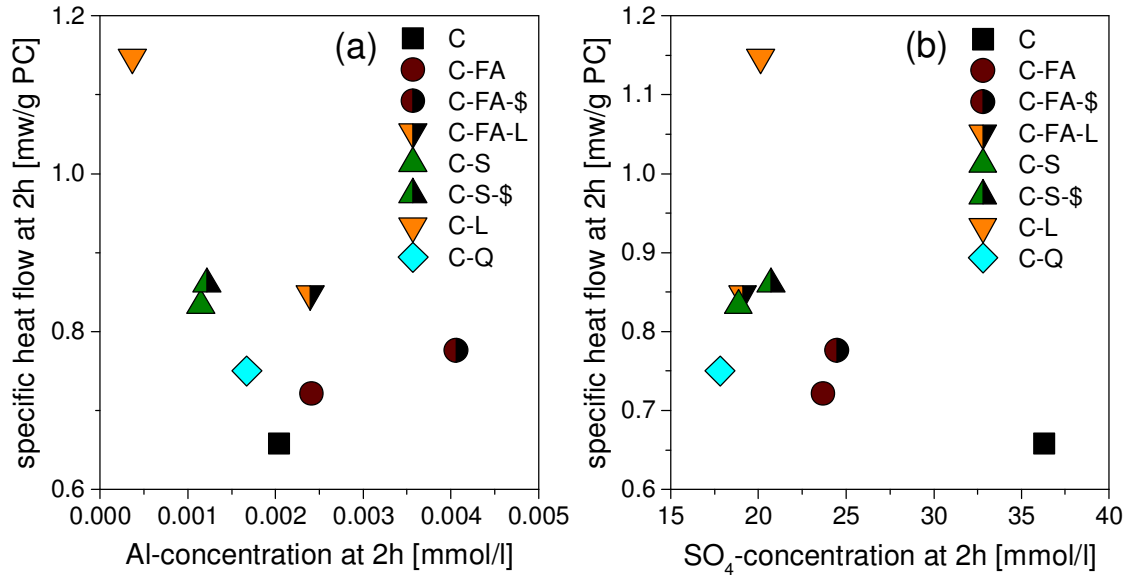 (a)
C
C-FA
C-FA-$
C-FA-L
C-S
C-S-$
C-L
C-Q
1.2
1.0
0.8
0.6
specific heat flow at 2h [mw/g PC]
0.000 0.001 0.002 0.003 0.004 0.005
Al-concentration at 2h [mmol/l]
(b)
C
C-FA
C-FA-$
C-FA-L
C-S
C-S-$
C-L
C-Q
1.2
1.1
1.0
0.9
0.8
0.7
0.6
specific heat flow at 2h [mw/g PC]
15 20 25 30 35 40
SO₄-concentration at 2h [mmol/l]